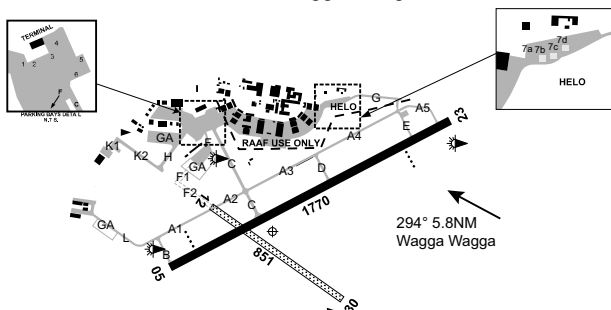 TERMINAL
4
1
2
3
5
6
F
C
PARKING BAYS DETAIL
N.T.S.
7d
7a
7b
7c
HELO
HELO
G
A5
23
I
GA
K1
K2
H
F
GA
C
RAAF USE ONLY
A4
E
A3
D
F1
F2
A2
C
12
1770
GA
L
A1
B
05
851
30
294° 5.8NM
Wagga Wagga